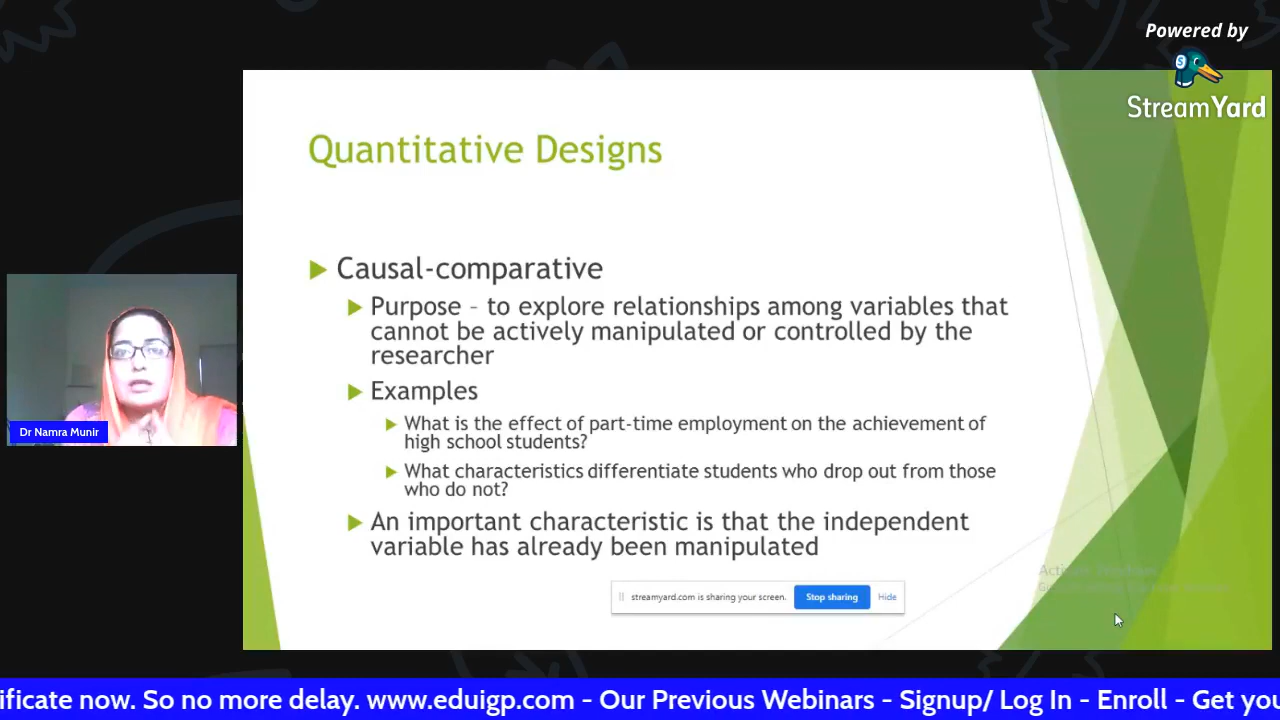 Powered by
StreamYard
Quantitative Designs
Causal-comparative
Purpose – to explore relationships among variables that
cannot be actively manipulated or controlled by the
researcher
Examples
What is the effect of part-time employment on the achievement of
high school students?
What characteristics differentiate students who drop out from those
who do not?
An important characteristic is that the independent
variable has already been manipulated
Dr Namra Munir
streamyard.com is sharing your screen.
Stop sharing
Hide
ificate now. So no more delay. www.eduigp.com - Our Previous Webinars - Signup/ Log In - Enroll - Get you